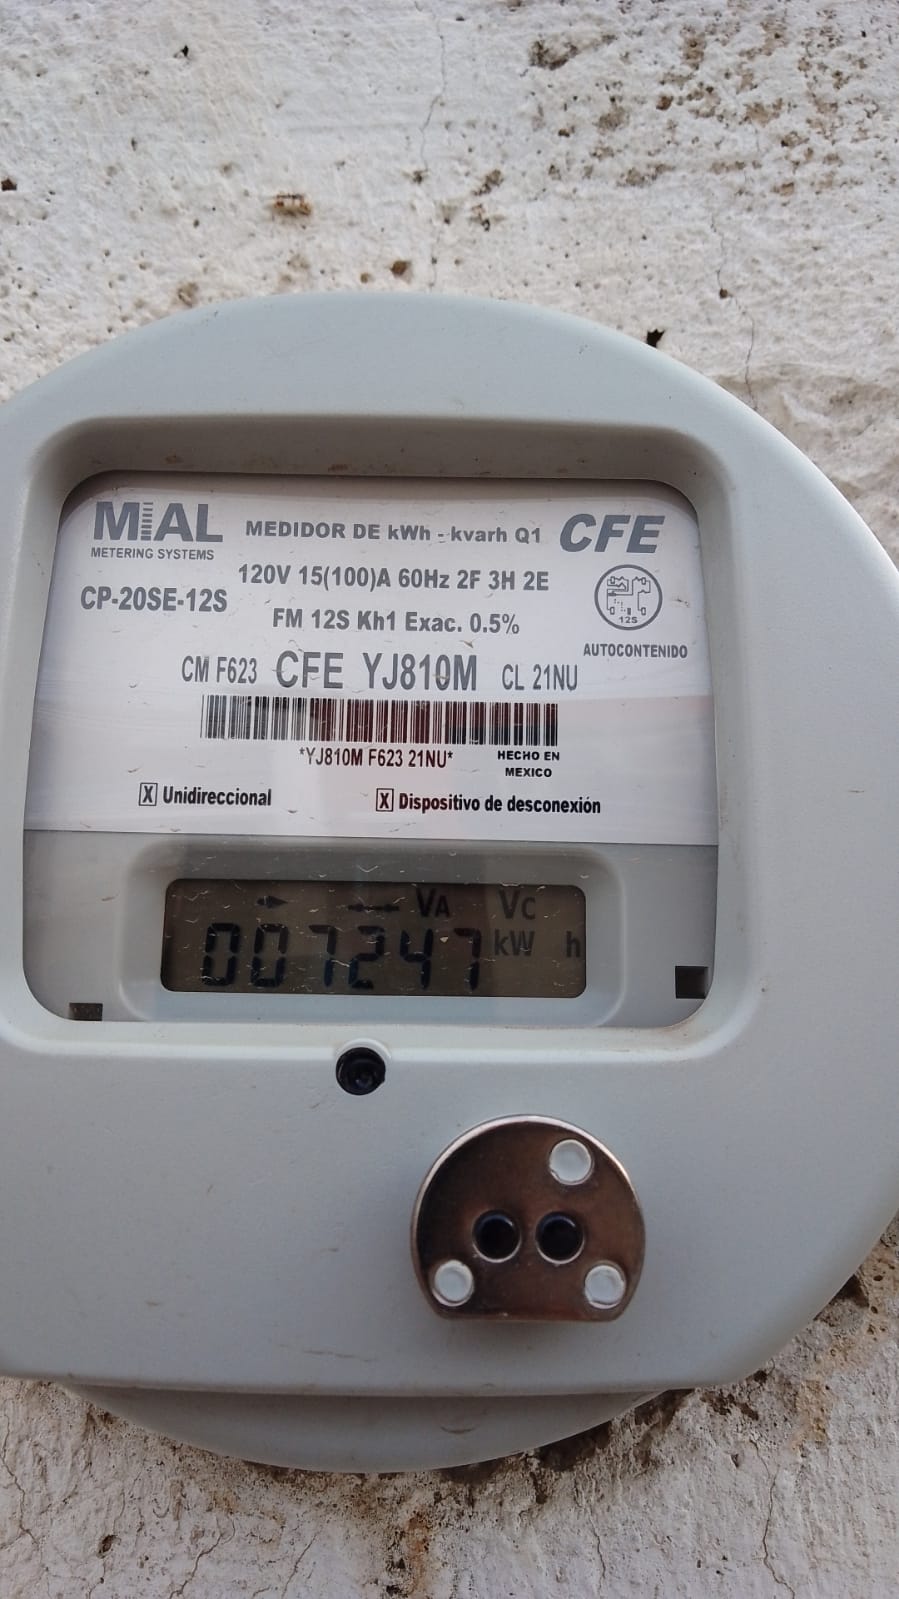 MIAL
METERING SYSTEMS
MEDIDOR DE kWh - kvarh Q1
CFE
120V 15(100)A 60Hz 2F 3H 2E
CP-20SE-12S
FM 12S Kh1 Exac. 0.5%
12S
AUTOCONTENIDO
CM F623 CFE YJ810M CL 21NU
*YJ810M F623 21NU*
HECHO EN
MEXICO
X Unidireccional
X Dispositivo de desconexión
VA VC
007247 kW h